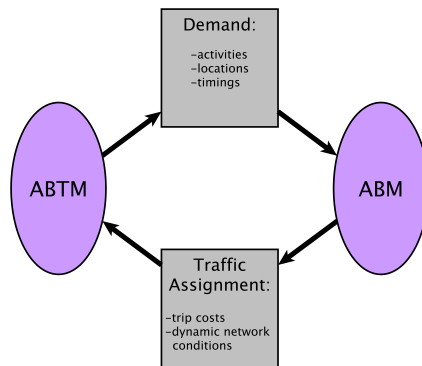 Demand:
-activities
-locations
-timings
ABTM
ABM
Traffic
Assignment:
-trip costs
-dynamic network
conditions